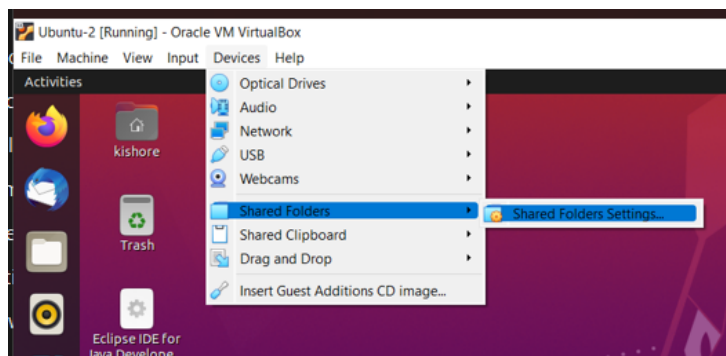 Ubuntu-2 [Running] - Oracle VM VirtualBox
File Machine View Input Devices Help
Activities
Optical Drives
Audio
Network
USB
Webcams
Shared Folders
Shared Folders Settings...
Shared Clipboard
Drag and Drop
Insert Guest Additions CD image...
kishore
Trash
Eclipse IDE for
Java Develope